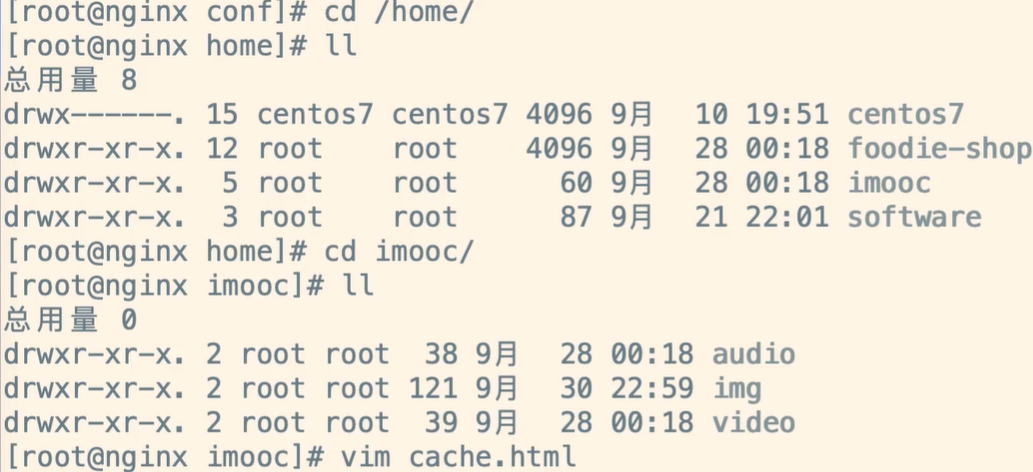 [root@nginx conf]# cd /home/
[root@nginx home]# ll
总用量 8
drwx------. 15 centos7 centos7 4096 9月  10 19:51 centos7
drwxr-xr-x. 12 root    root    4096 9月  28 00:18 foodie-shop
drwxr-xr-x.  5 root    root      60 9月  28 00:18 imooc
drwxr-xr-x.  3 root    root      87 9月  21 22:01 software
[root@nginx home]# cd imooc/
[root@nginx imooc]# ll
总用量 0
drwxr-xr-x. 2 root root  38 9月  28 00:18 audio
drwxr-xr-x. 2 root root 121 9月  30 22:59 img
drwxr-xr-x. 2 root root  39 9月  28 00:18 video
[root@nginx imooc]# vim cache.html